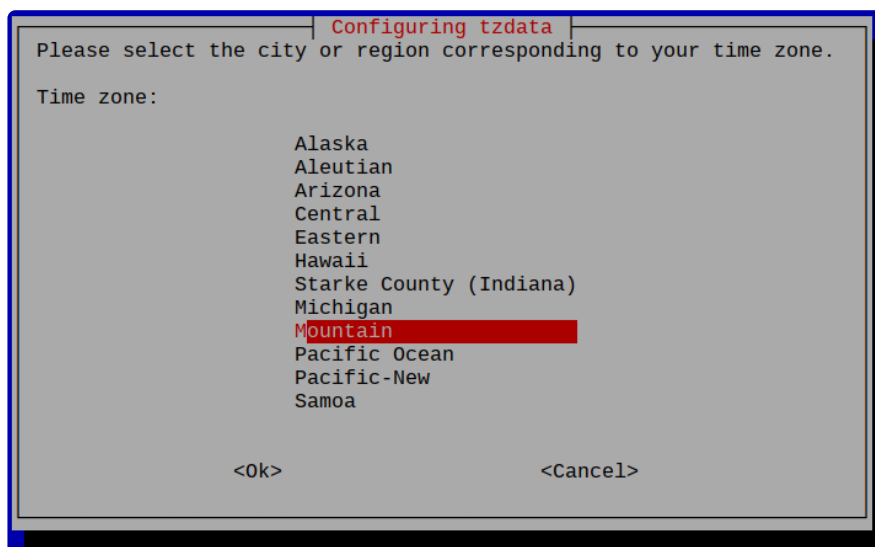 Configuring tzdata
Please select the city or region corresponding to your time zone.
Time zone:
Alaska
Aleutian
Arizona
Central
Eastern
Hawaii
Starke County (Indiana)
Michigan
Mountain
Pacific Ocean
Pacific-New
Samoa
<Ok> <Cancel>